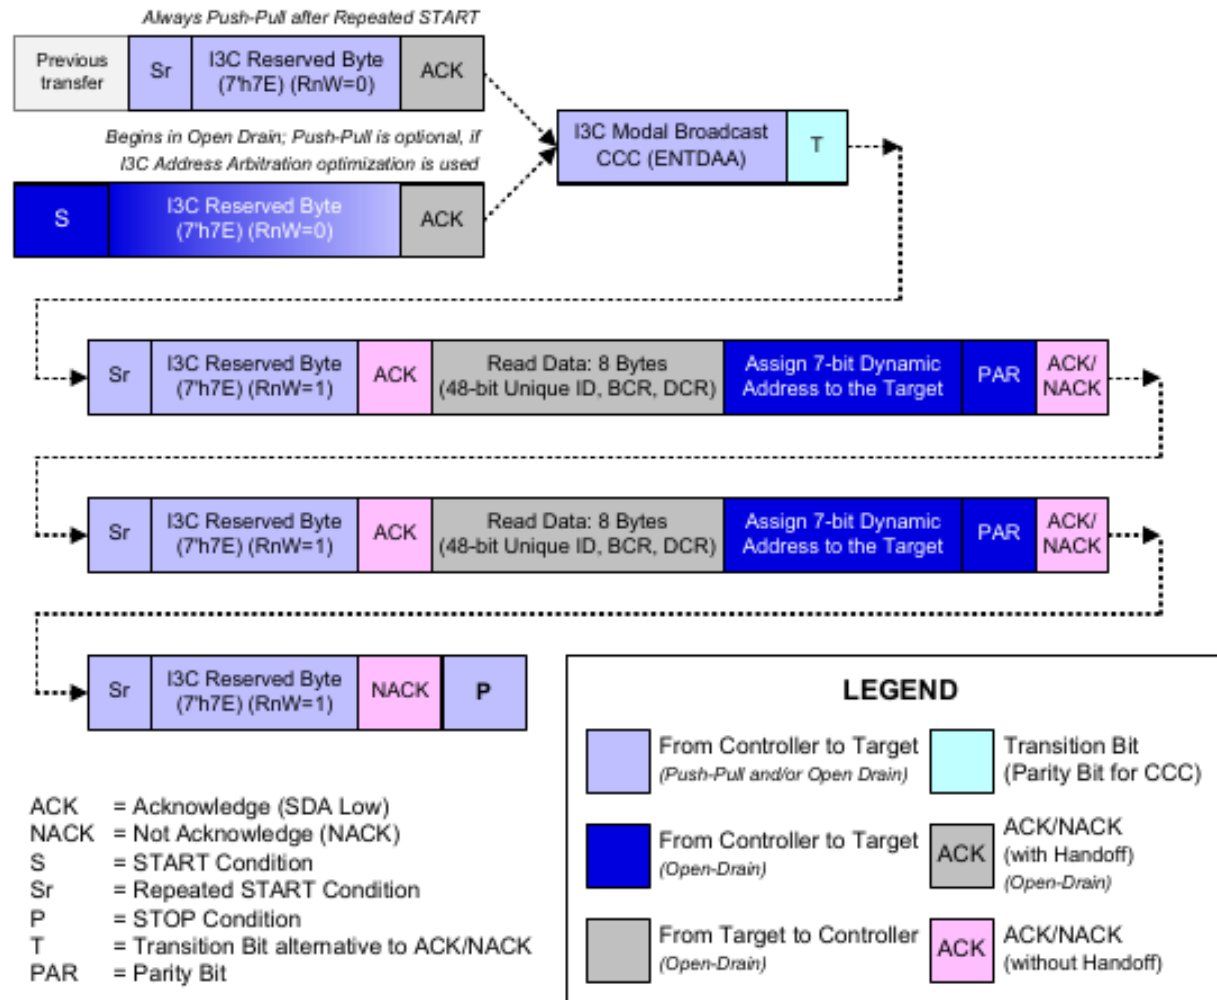 Always Push-Pull after Repeated START
Previous
transfer
Sr
I3C Reserved Byte
(7'h7E) (RnW=0)
ACK
Begins in Open Drain; Push-Pull is optional, if
I3C Address Arbitration optimization is used
S
I3C Reserved Byte
(7'h7E) (RnW=0)
ACK
I3C Modal Broadcast
CCC (ENTDAA)
T
Sr
I3C Reserved Byte
(7'h7E) (RnW=1)
ACK
Read Data: 8 Bytes
(48-bit Unique ID, BCR, DCR)
Assign 7-bit Dynamic
Address to the Target
PAR
ACK/
NACK
Sr
I3C Reserved Byte
(7'h7E) (RnW=1)
ACK
Read Data: 8 Bytes
(48-bit Unique ID, BCR, DCR)
Assign 7-bit Dynamic
Address to the Target
PAR
ACK/
NACK
Sr
I3C Reserved Byte
(7'h7E) (RnW=1)
NACK
P
ACK = Acknowledge (SDA Low)
NACK = Not Acknowledge (NACK)
S = START Condition
Sr = Repeated START Condition
P = STOP Condition
T = Transition Bit alternative to ACK/NACK
PAR = Parity Bit
LEGEND
From Controller to Target
(Push-Pull and/or Open Drain)
Transition Bit
(Parity Bit for CCC)
From Controller to Target
(Open-Drain)
ACK
ACK/NACK
(with Handoff)
(Open-Drain)
From Target to Controller
(Open-Drain)
ACK
ACK/NACK
(without Handoff)